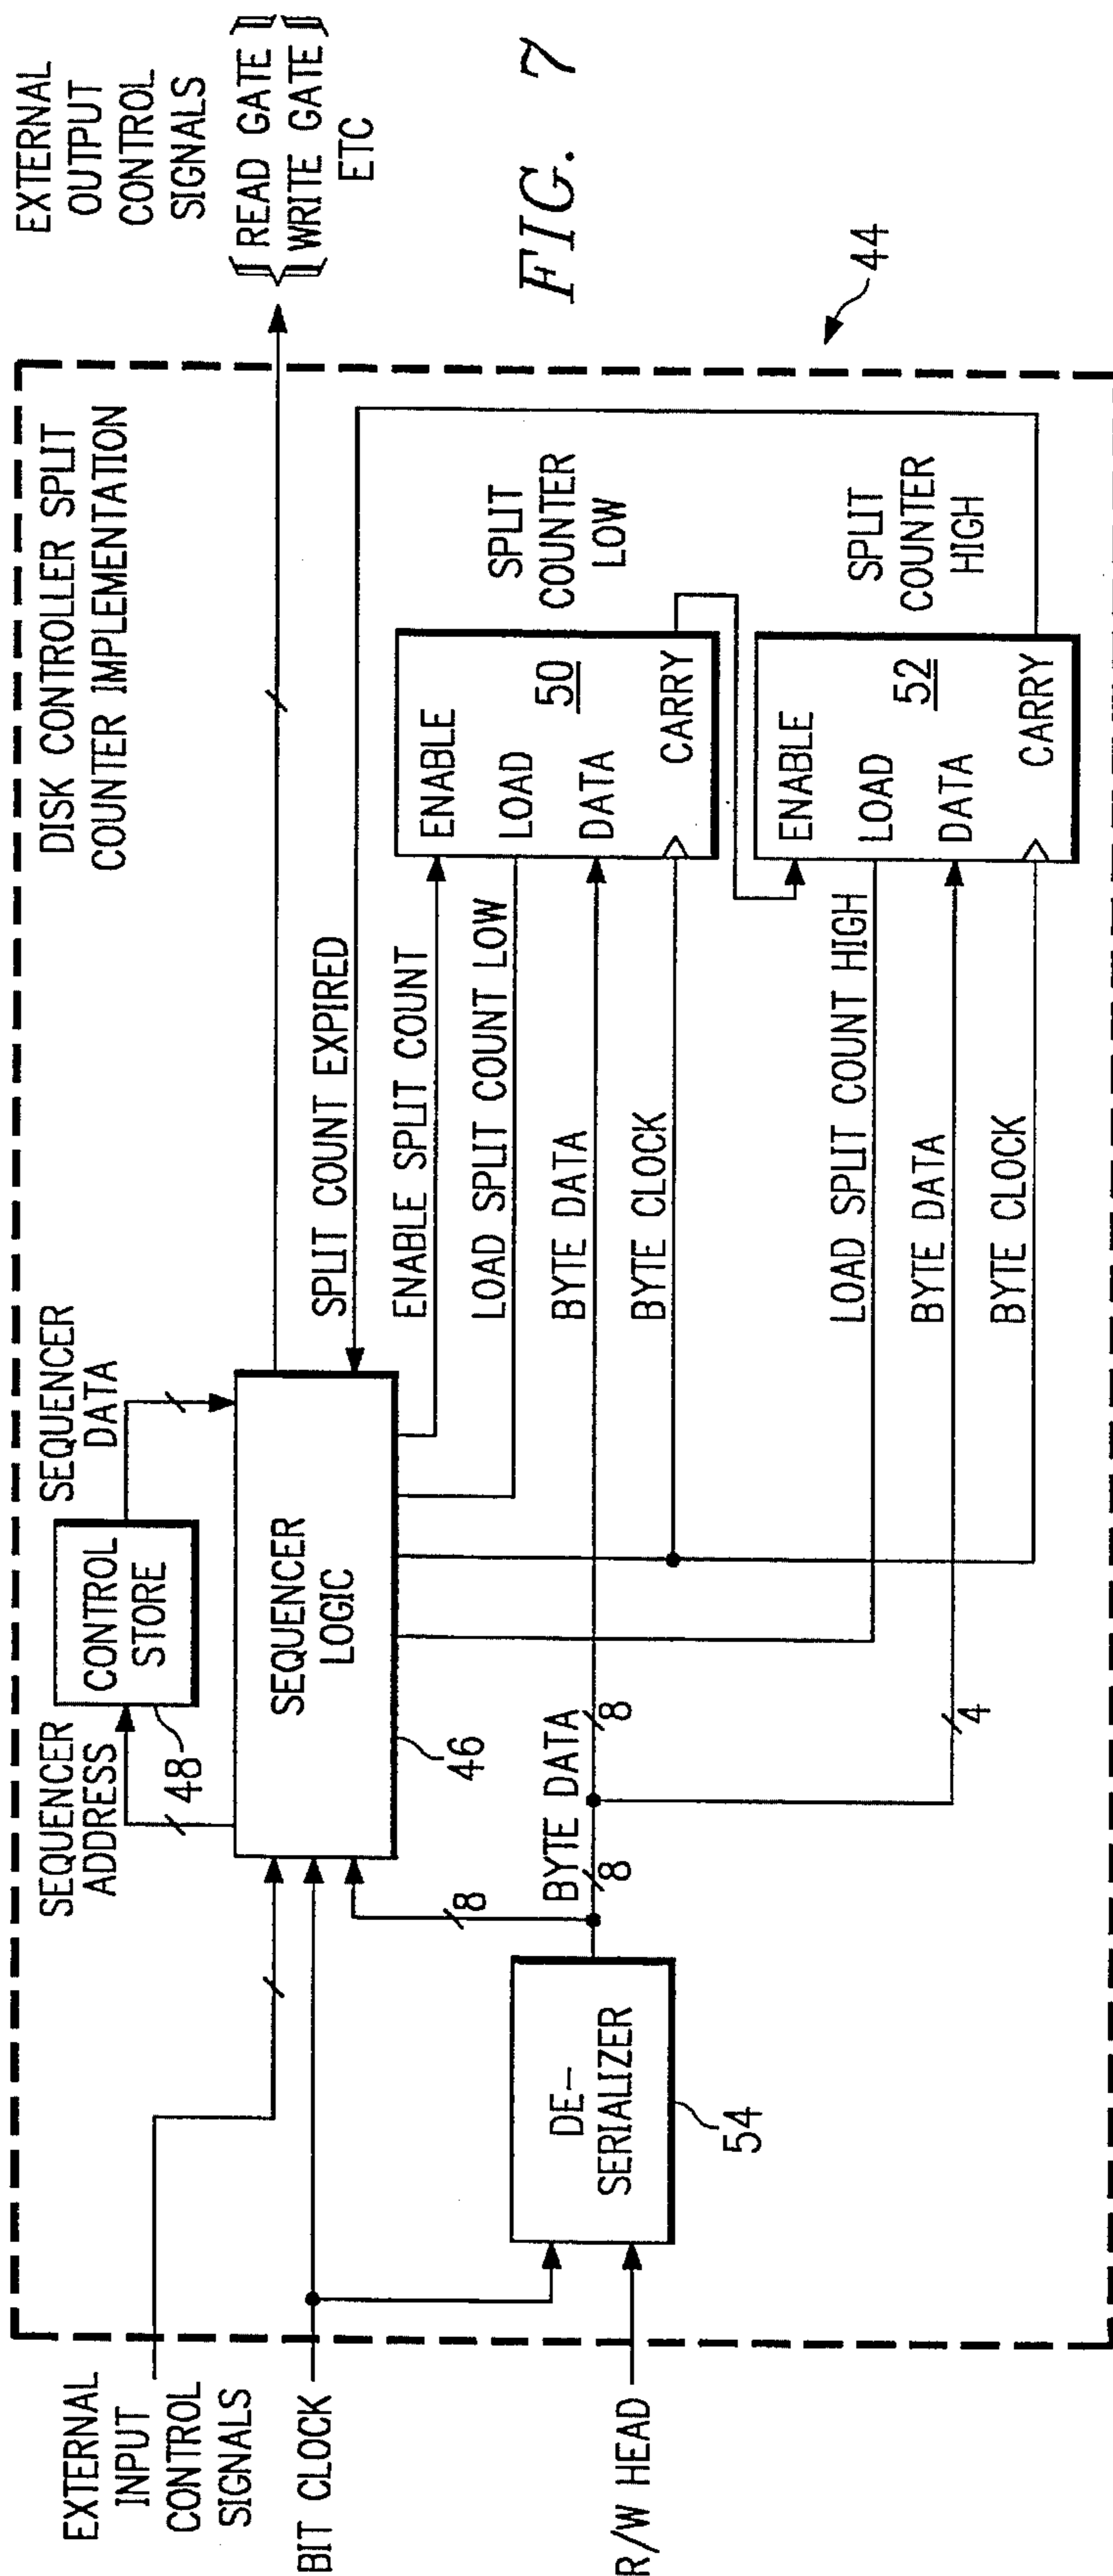 EXTERNAL
INPUT
CONTROL
SIGNALS
BIT CLOCK
R/W HEAD
DISK CONTROLLER SPLIT
COUNTER IMPLEMENTATION
SEQUENCER
ADDRESS
48
CONTROL
STORE
SEQUENCER
DATA
SEQUENCER
LOGIC
46
8
DE-
SERIALIZER
54
BYTE DATA
8
8
4
SPLIT COUNT EXPIRED
ENABLE SPLIT COUNT
LOAD SPLIT COUNT LOW
BYTE DATA
BYTE CLOCK
LOAD SPLIT COUNT HIGH
BYTE DATA
BYTE CLOCK
ENABLE
LOAD
50
DATA
CARRY
SPLIT
COUNTER
LOW
ENABLE
LOAD
52
DATA
CARRY
SPLIT
COUNTER
HIGH
EXTERNAL
OUTPUT
CONTROL
SIGNALS
{READ GATE}
{WRITE GATE}
ETC
44
FIG. 7